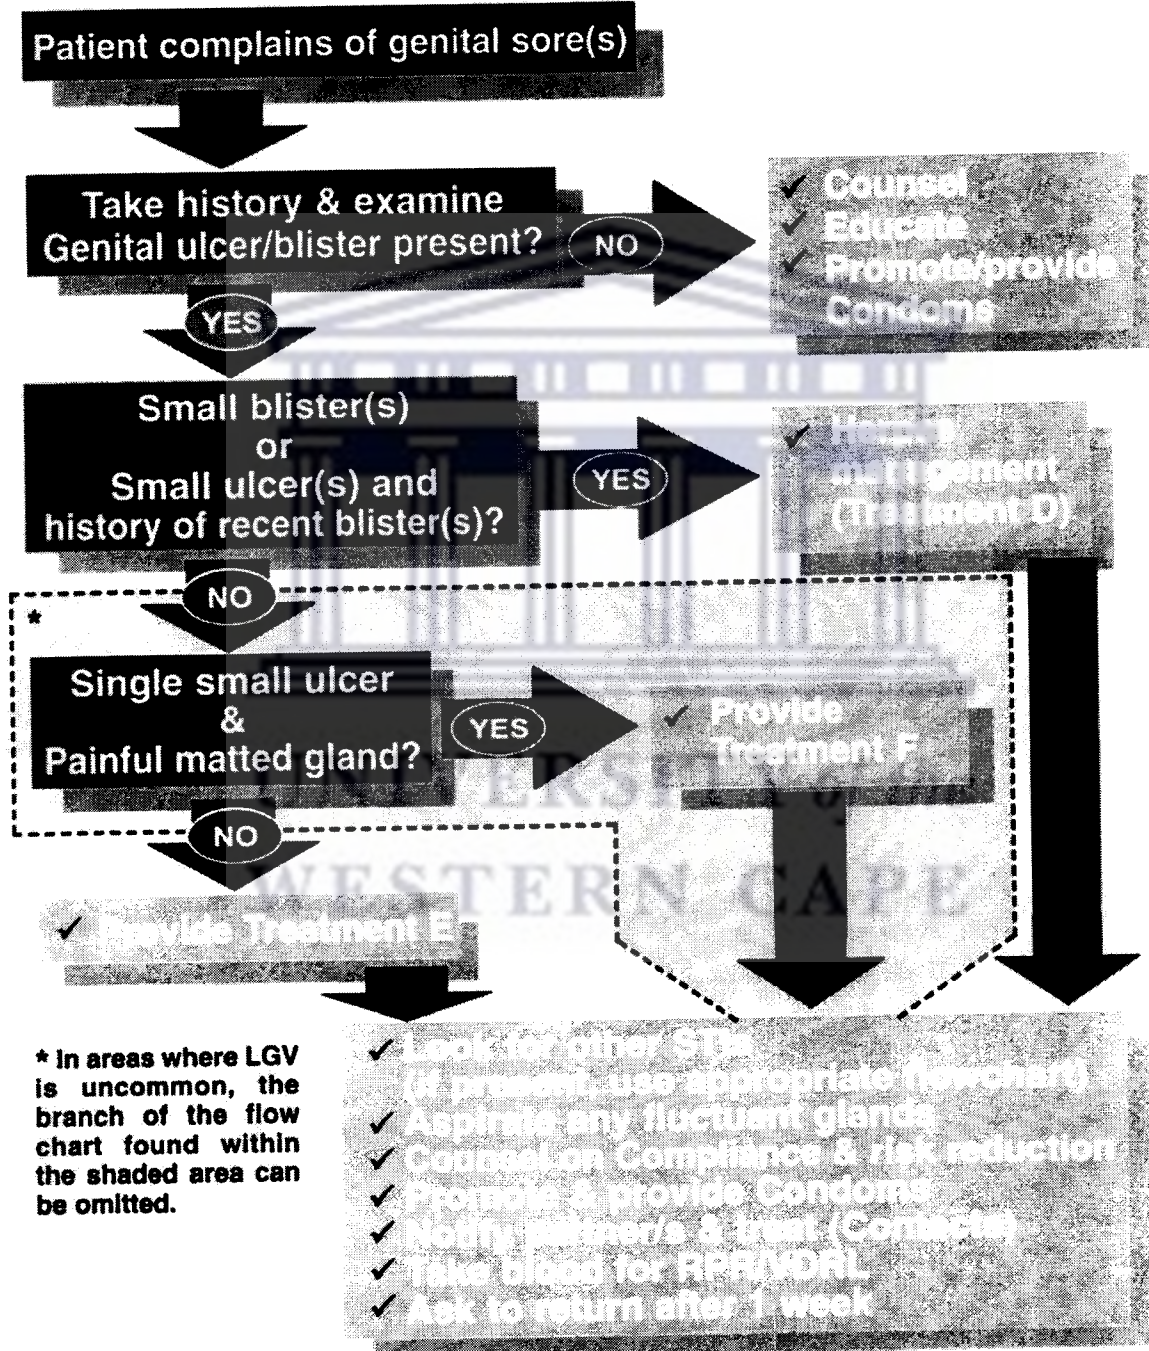 Patient complains of genital sore(s)
Take history & examine
Genital ulcer/blister present?
NO
✓ Counsel
✓ Educate
✓ Promote/provide
Condoms
YES
Small blister(s)
or
Small ulcer(s) and
history of recent blister(s)?
YES
✓ Herpes
management
(Treatment D)
NO
*
Single small ulcer
&
Painful matted gland?
YES
✓ Provide
Treatment F
NO
UNIVERSITY of the
WESTERN CAPE
✓ Provide Treatment E
* In areas where LGV
is uncommon, the
branch of the flow
chart found within
the shaded area can
be omitted.
✓ Look for other STDs
(if present, use appropriate flowchart)
✓ Aspirate any fluctuant glands
✓ Counsel on Compliance & risk reduction
✓ Promote & provide Condoms
✓ Notify partner/s & treat (Contacts)
✓ Take blood for RPR/VDRL
✓ Ask to return after 1 week